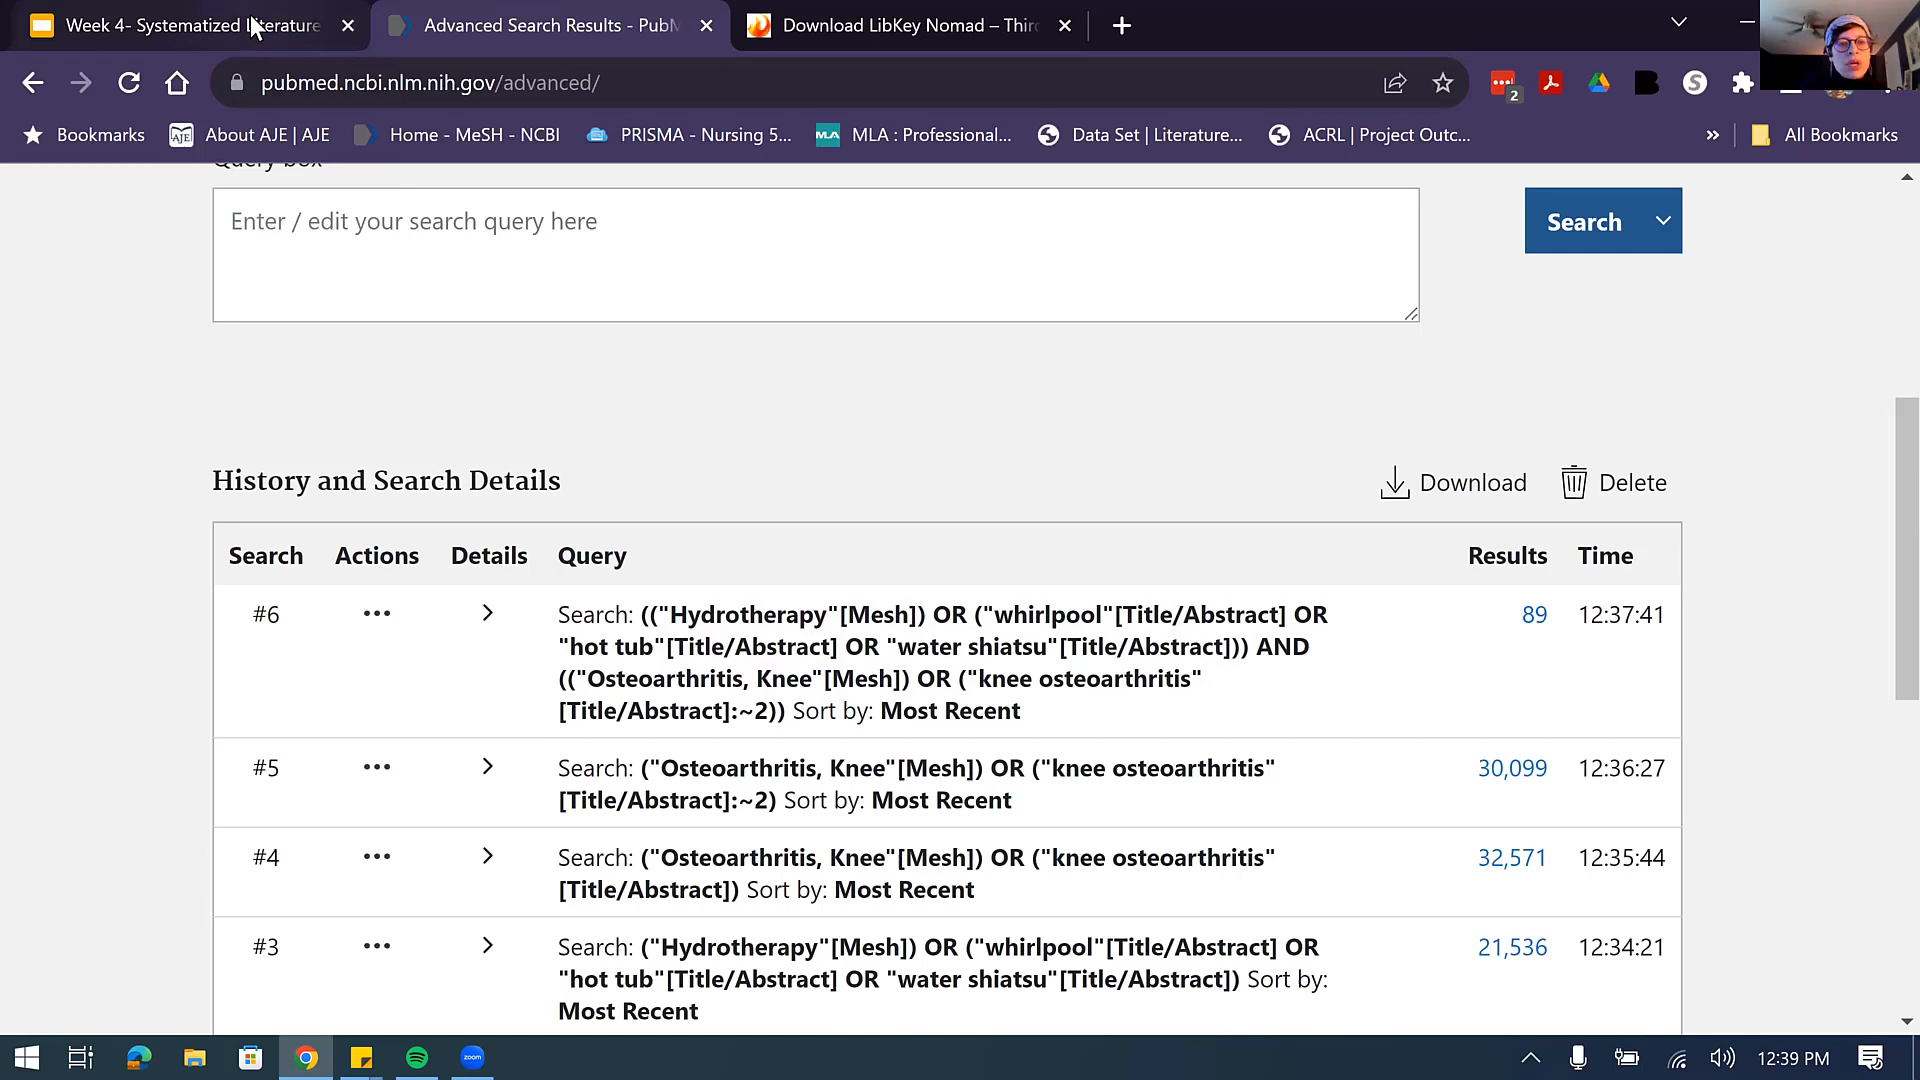 Week 4- Systematized Literature
Advanced Search Results - PubM
Download LibKey Nomad – Thir
pubmed.ncbi.nlm.nih.gov/advanced/
2
Bookmarks
About AJE | AJE
Home - MeSH - NCBI
PRISMA - Nursing 5...
MLA
MLA : Professional...
Data Set | Literature...
ACRL | Project Outc...
»
All Bookmarks
Query box
Enter / edit your search query here
Search
History and Search Details
Download
Delete
Search Actions Details Query Results Time
#6 ••• Search: (("Hydrotherapy"[Mesh]) OR ("whirlpool"[Title/Abstract] OR 89 12:37:41
"hot tub"[Title/Abstract] OR "water shiatsu"[Title/Abstract])) AND
(("Osteoarthritis, Knee"[Mesh]) OR ("knee osteoarthritis"
[Title/Abstract]:~2)) Sort by: Most Recent
#5 ••• Search: ("Osteoarthritis, Knee"[Mesh]) OR ("knee osteoarthritis" 30,099 12:36:27
[Title/Abstract]:~2) Sort by: Most Recent
#4 ••• Search: ("Osteoarthritis, Knee"[Mesh]) OR ("knee osteoarthritis" 32,571 12:35:44
[Title/Abstract]) Sort by: Most Recent
#3 ••• Search: ("Hydrotherapy"[Mesh]) OR ("whirlpool"[Title/Abstract] OR 21,536 12:34:21
"hot tub"[Title/Abstract] OR "water shiatsu"[Title/Abstract]) Sort by:
Most Recent
zoom
12:39 PM